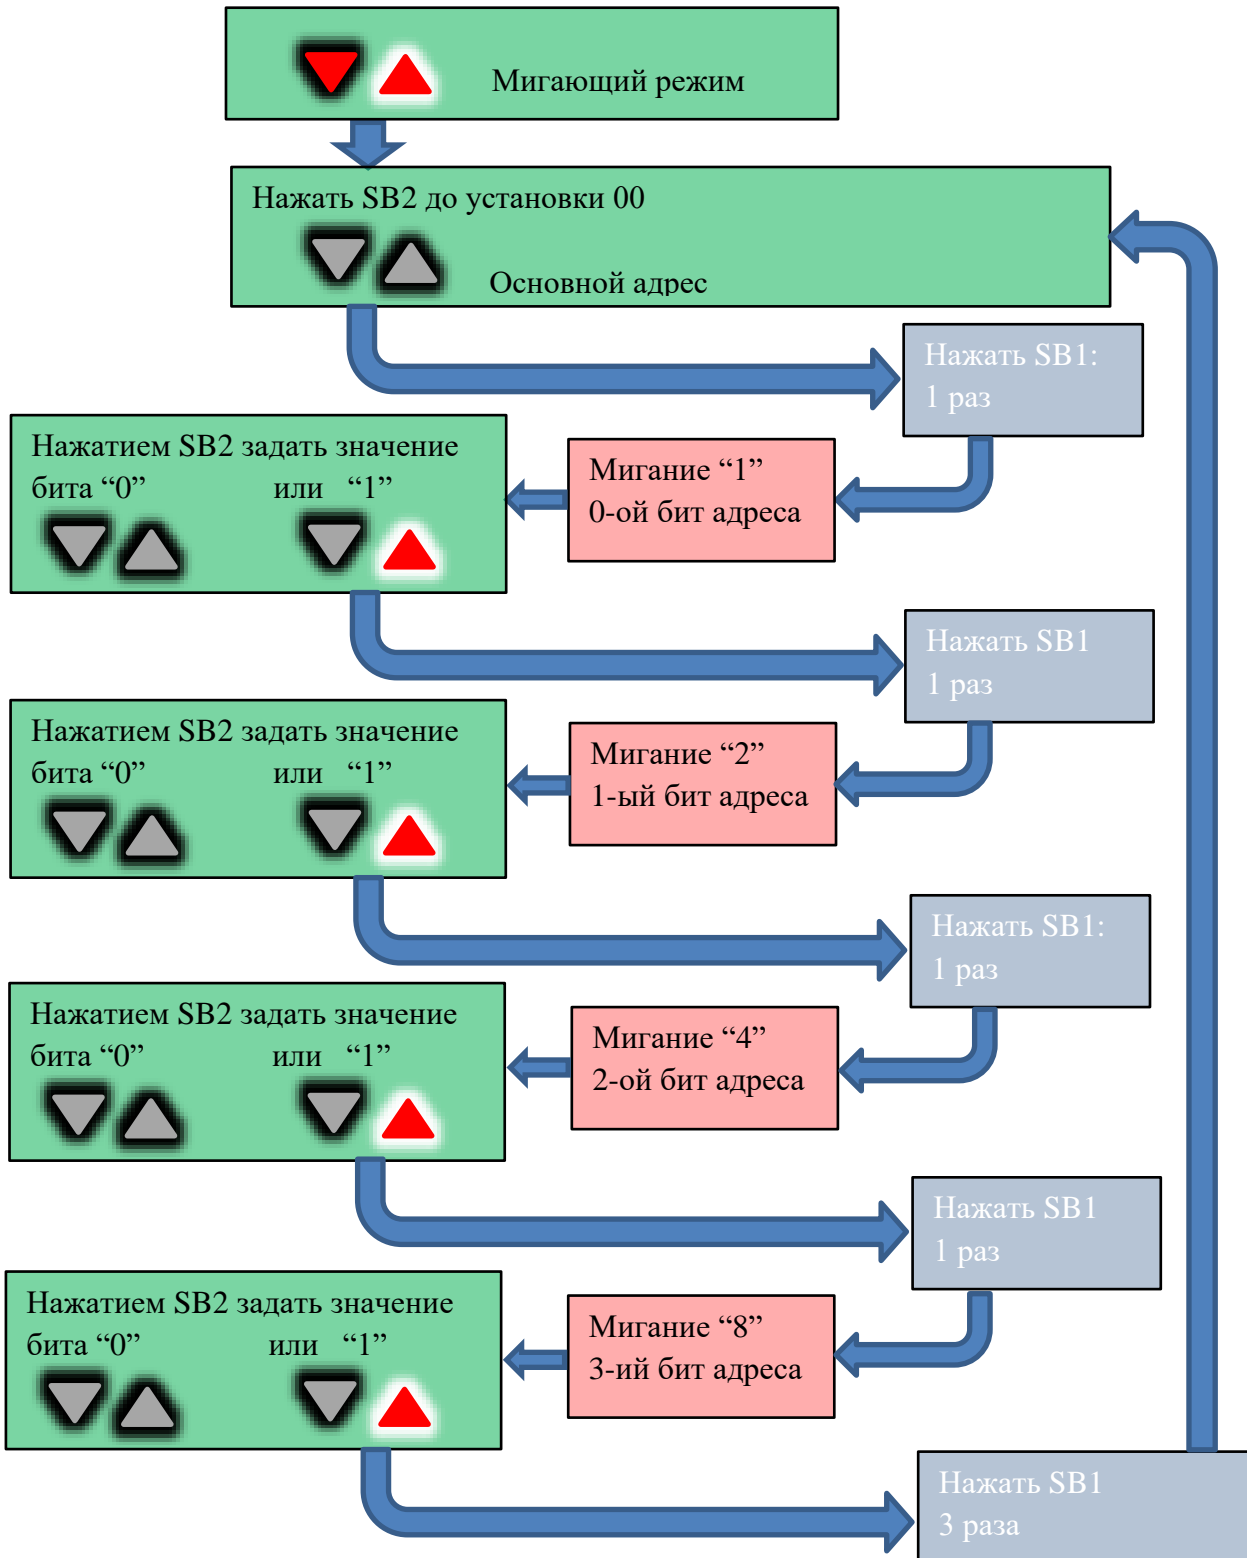 Мигающий режим
Нажать SB2 до установки 00
Основной адрес
Нажать SB1:
1 раз
Нажатием SB2 задать значение
бита “0” или “1”
Мигание “1”
0-ой бит адреса
Нажать SB1
1 раз
Нажатием SB2 задать значение
бита “0” или “1”
Мигание “2”
1-ый бит адреса
Нажать SB1:
1 раз
Нажатием SB2 задать значение
бита “0” или “1”
Мигание “4”
2-ой бит адреса
Нажать SB1
1 раз
Нажатием SB2 задать значение
бита “0” или “1”
Мигание “8”
3-ий бит адреса
Нажать SB1
3 раза